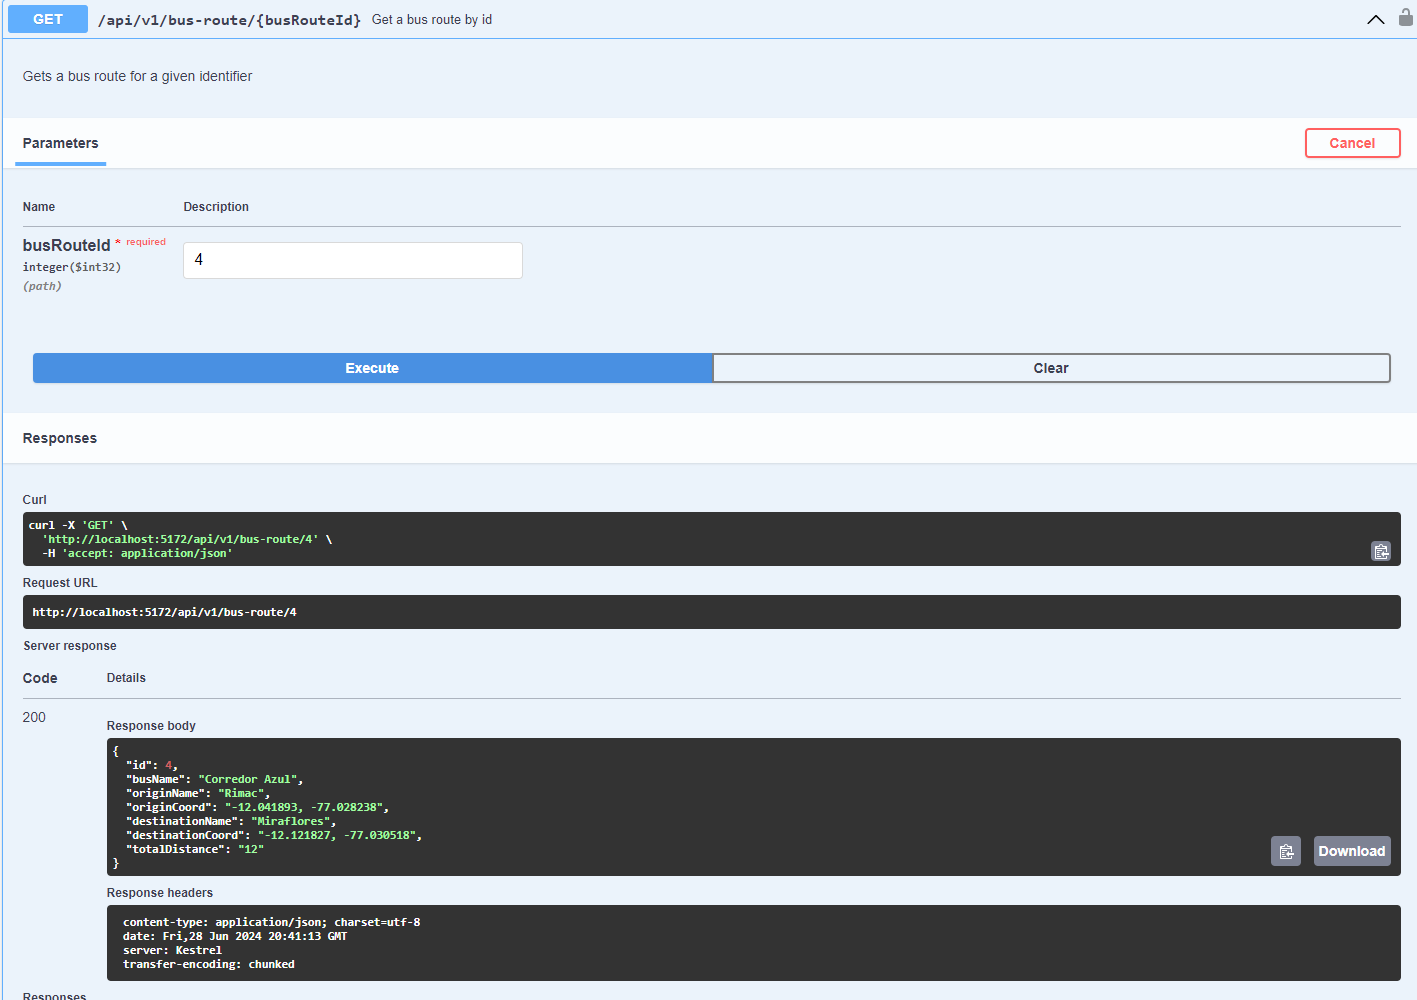 GET /api/v1/bus-route/{busRouteId} Get a bus route by id
Gets a bus route for a given identifier
Parameters
Cancel
Name Description
busRouteId * required
integer($int32)
(path)
4
Execute Clear
Responses
Curl
curl -X 'GET' \
'http://localhost:5172/api/v1/bus-route/4' \
-H 'accept: application/json'
Request URL
http://localhost:5172/api/v1/bus-route/4
Server response
Code Details
200
Response body
{
"id": 4,
"busName": "Corredor Azul",
"originName": "Rimac",
"originCoord": "-12.041893, -77.028238",
"destinationName": "Miraflores",
"destinationCoord": "-12.121827, -77.030518",
"totalDistance": "12"
}
Download
Response headers
content-type: application/json; charset=utf-8
date: Fri,28 Jun 2024 20:41:13 GMT
server: Kestrel
transfer-encoding: chunked
Responses